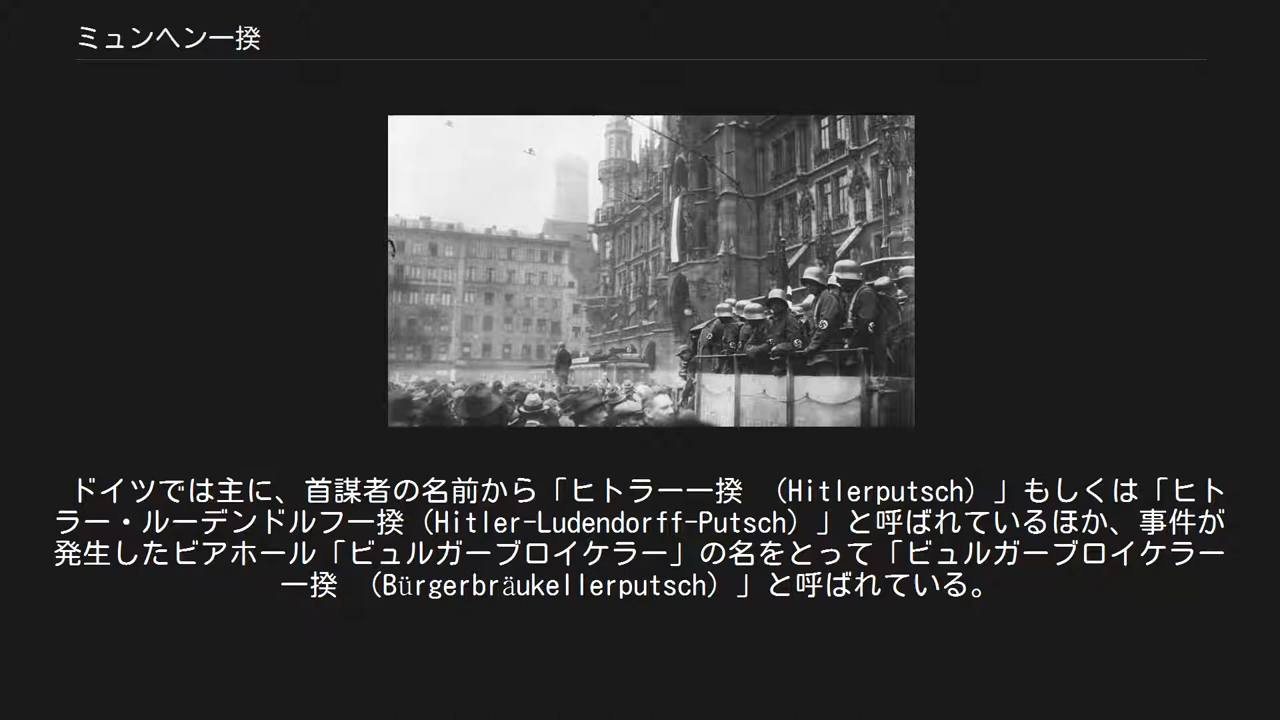 ミュンヘン一揆
ドイツでは主に、首謀者の名前から「ヒトラー一揆　（Hitlerputsch）」もしくは「ヒト
ラー・ルーデンドルフ一揆（Hitler-Ludendorff-Putsch）」と呼ばれているほか、事件が
発生したビアホール「ビュルガーブロイケラー」の名をとって「ビュルガーブロイケラー
一揆　（Bürgerbräukellerputsch）」と呼ばれている。